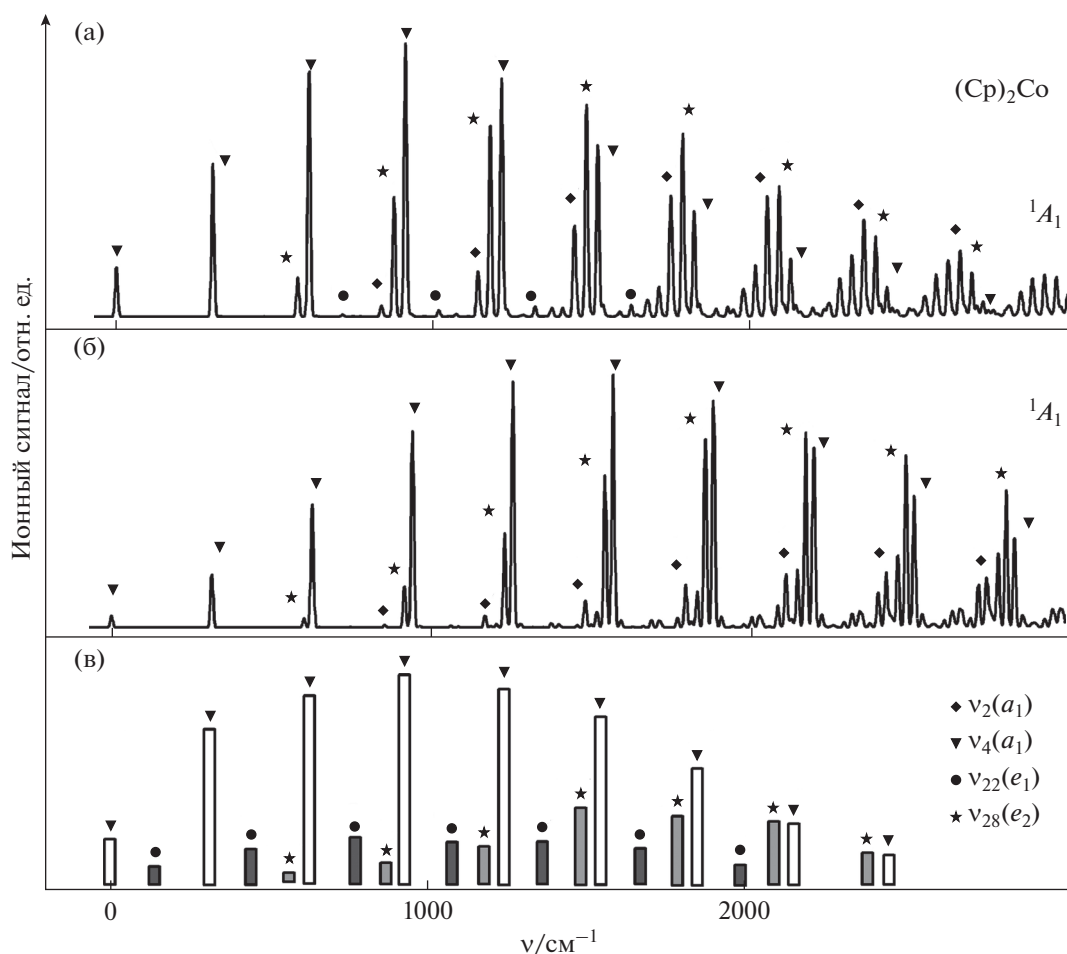 (а)
(Cp)₂Co
¹A₁
(б)
¹A₁
Ионный сигнал/отн. ед.
(в)
ν₂(a₁)
ν₄(a₁)
ν₂₂(e₁)
ν₂₈(e₂)
0 1000 2000
ν/см⁻¹